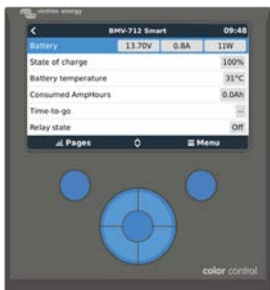 victron energy
BMV-712 Smart 09:48
Battery 13.70V 0.8A 11W
State of charge 100%
Battery temperature 31°C
Consumed AmpHours 0.0Ah
Time-to-go --
Relay state Off
Pages Menu
color control